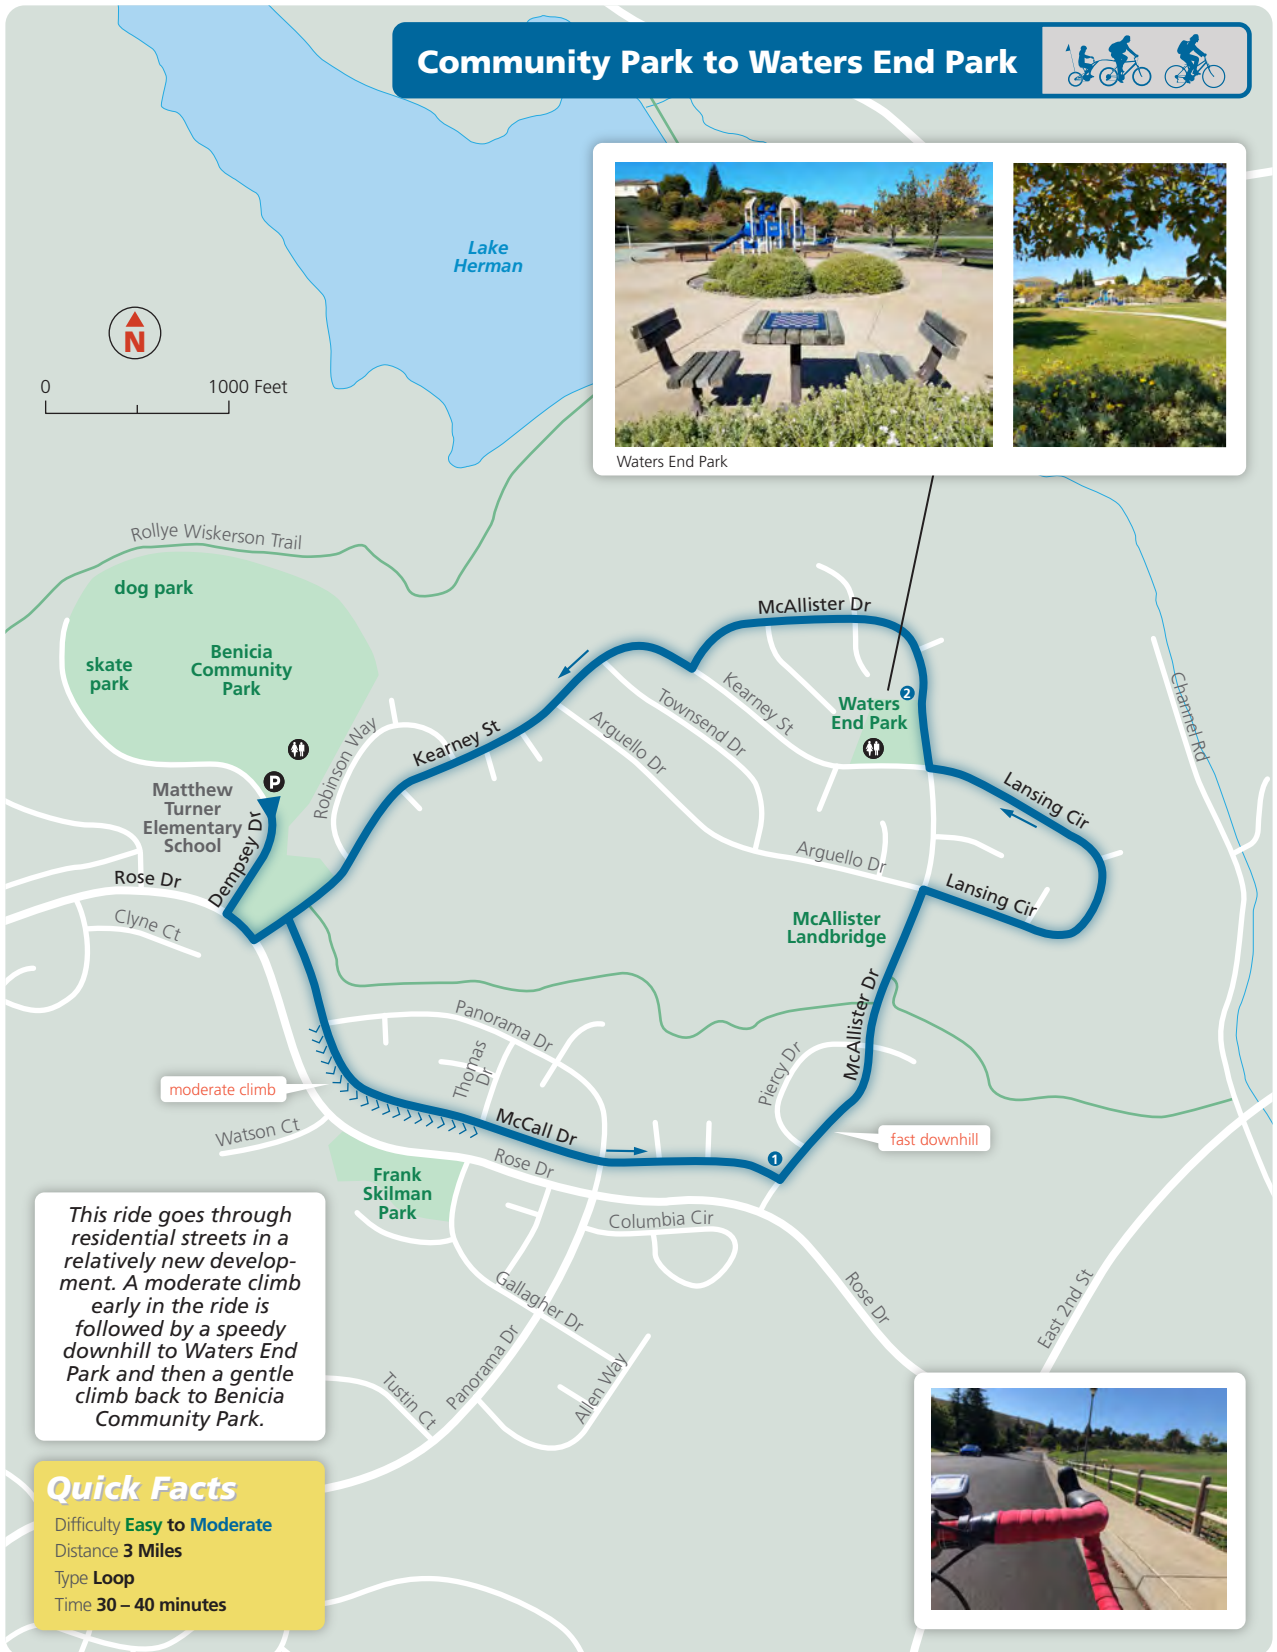 Community Park to Waters End Park
Lake
Herman
N
0
1000 Feet
Waters End Park
Rollye Wiskerson Trail
dog park
skate
park
Benicia
Community
Park
P
Matthew
Turner
Elementary
School
Robinson Way
Dempsey Dr
Rose Dr
Clyne Ct
Kearney St
McAllister Dr
Kearney St
Townsend Dr
Arguello Dr
Waters
End Park
2
Channel Rd
Lansing Cir
Arguello Dr
Lansing Cir
McAllister
Landbridge
McAllister Dr
Piercy Dr
Panorama Dr
Thomas
Dr
moderate climb
Watson Ct
McCall Dr
Rose Dr
1
fast downhill
Frank
Skilman
Park
Columbia Cir
Gallagher Dr
Rose Dr
East 2nd St
Panorama Dr
Tustin Ct
Allen Way
This ride goes through
residential streets in a
relatively new develop-
ment. A moderate climb
early in the ride is
followed by a speedy
downhill to Waters End
Park and then a gentle
climb back to Benicia
Community Park.
Quick Facts
Difficulty Easy to Moderate
Distance 3 Miles
Type Loop
Time 30 – 40 minutes